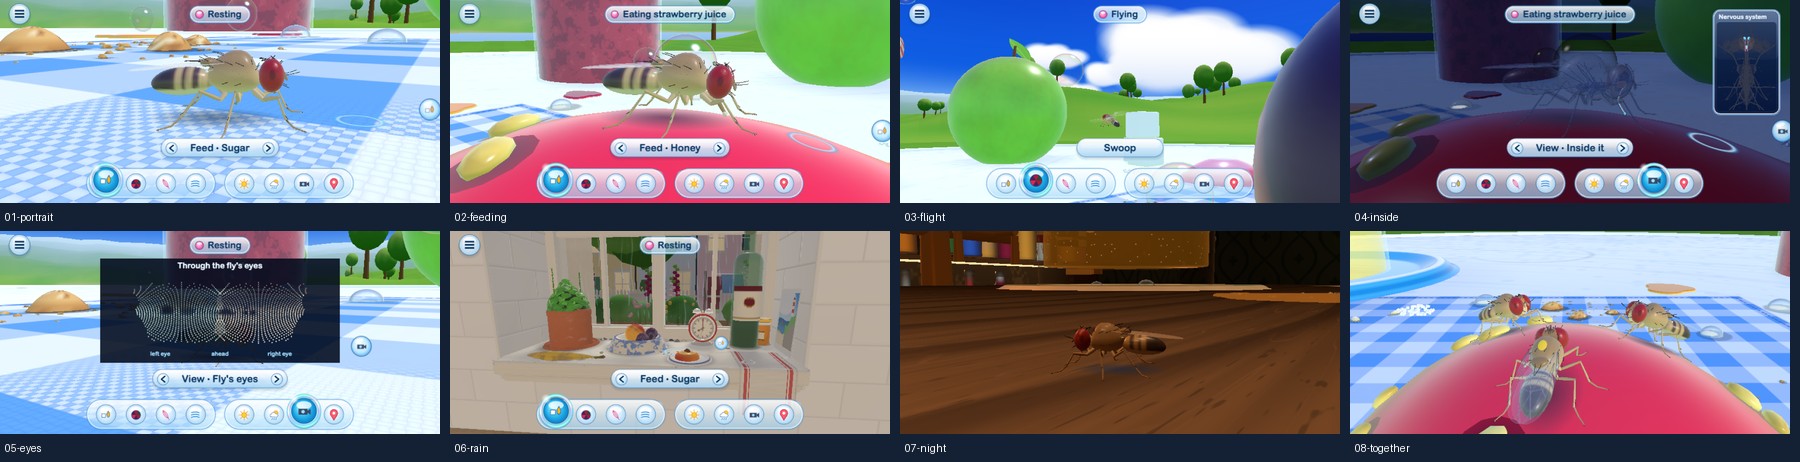 Resting
Feed • Sugar
01-portrait
Eating strawberry juice
Feed • Honey
02-feeding
Flying
Swoop
03-flight
Eating strawberry juice
Nervous system
View • Inside it
04-inside
Resting
Through the fly's eyes
left eye
ahead
right eye
View • Fly's eyes
05-eyes
Resting
Feed • Sugar
06-rain
07-night
08-together